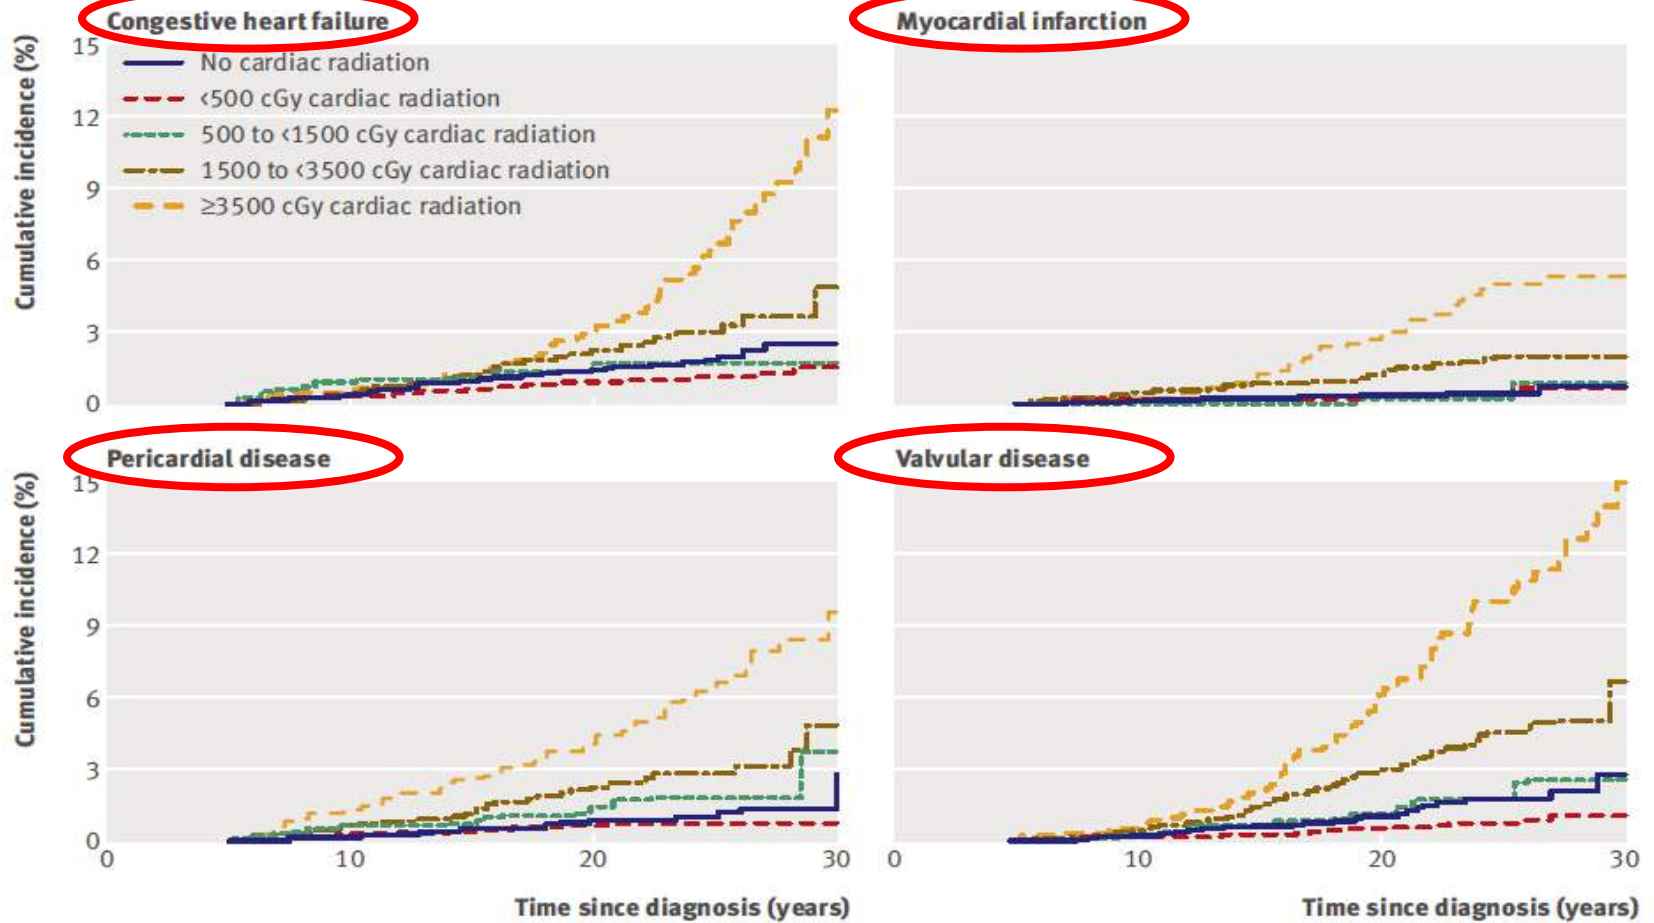 Congestive heart failure
Cumulative incidence (%)
15
12
9
6
3
0
No cardiac radiation
<500 cGy cardiac radiation
500 to <1500 cGy cardiac radiation
1500 to <3500 cGy cardiac radiation
≥3500 cGy cardiac radiation
Myocardial infarction
Pericardial disease
Cumulative incidence (%)
15
12
9
6
3
0
0 10 20 30
Time since diagnosis (years)
Valvular disease
0 10 20 30
Time since diagnosis (years)